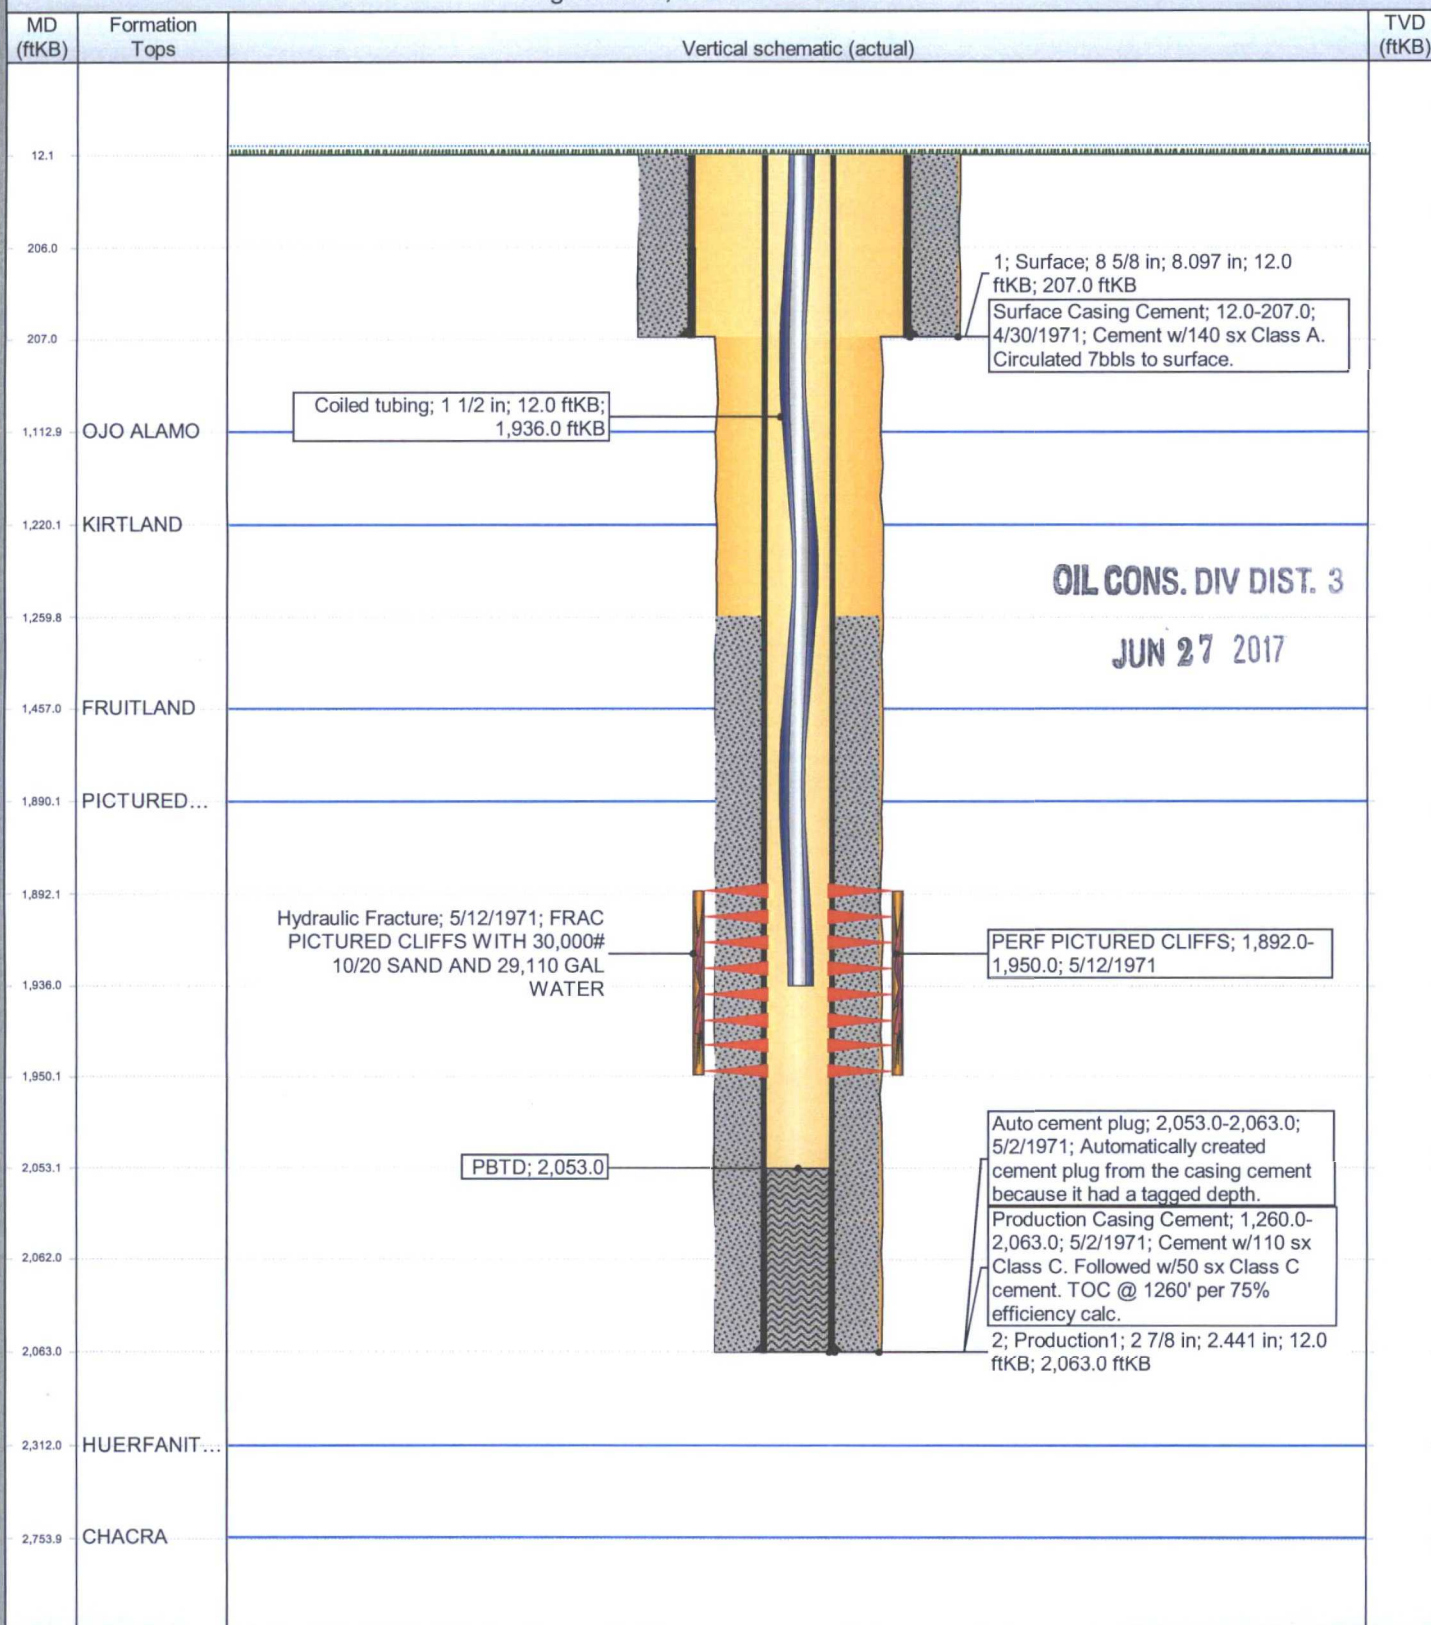 MD
(ftKB)
Formation
Tops
Vertical schematic (actual)
TVD
(ftKB)
12.1
206.0
1; Surface; 8 5/8 in; 8.097 in; 12.0
ftKB; 207.0 ftKB
Surface Casing Cement; 12.0-207.0;
4/30/1971; Cement w/140 sx Class A.
Circulated 7bbls to surface.
207.0
Coiled tubing; 1 1/2 in; 12.0 ftKB;
1,936.0 ftKB
1,112.9 OJO ALAMO
1,220.1 KIRTLAND
OIL CONS. DIV DIST. 3
JUN 27 2017
1,259.8
1,457.0 FRUITLAND
1,890.1 PICTURED...
1,892.1
Hydraulic Fracture; 5/12/1971; FRAC
PICTURED CLIFFS WITH 30,000#
10/20 SAND AND 29,110 GAL
WATER
PERF PICTURED CLIFFS; 1,892.0-
1,950.0; 5/12/1971
1,936.0
1,950.1
Auto cement plug; 2,053.0-2,063.0;
5/2/1971; Automatically created
cement plug from the casing cement
because it had a tagged depth.
2,053.1
PBTD; 2,053.0
Production Casing Cement; 1,260.0-
2,063.0; 5/2/1971; Cement w/110 sx
Class C. Followed w/50 sx Class C
cement. TOC @ 1260' per 75%
efficiency calc.
2,062.0
2; Production1; 2 7/8 in; 2.441 in; 12.0
ftKB; 2,063.0 ftKB
2,063.0
2,312.0 HUERFANIT...
2,753.9 CHACRA